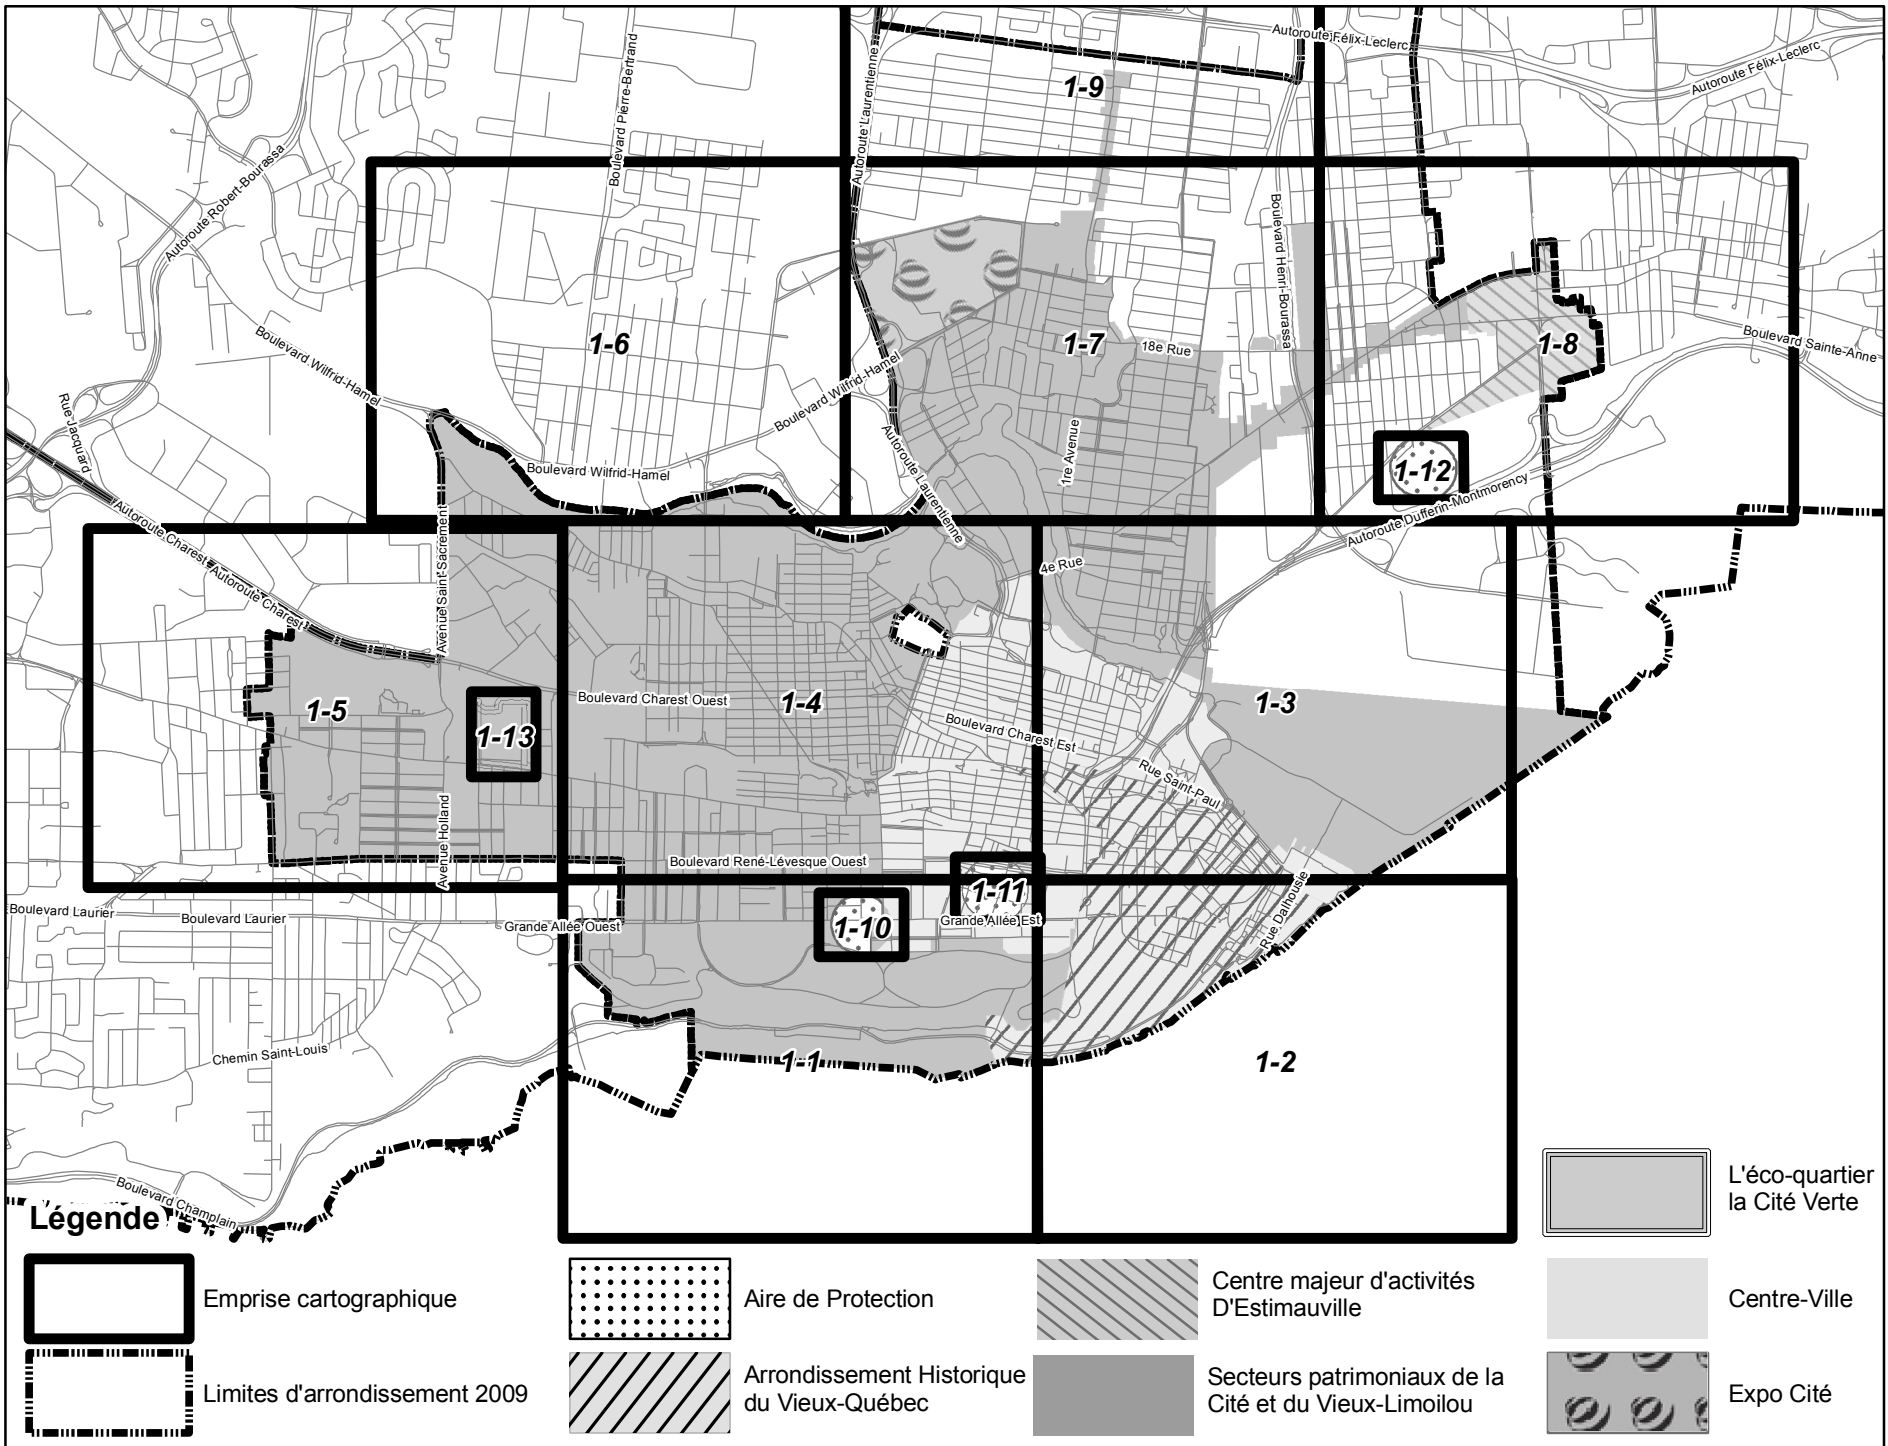 Autoroute Félix-Leclerc
Autoroute Félix-Leclerc
Boulevard Pierre-Bertrand
Autoroute Laurentienne
1-9
Autoroute Robert-Bourassa
Boulevard Henri-Bourassa
Boulevard Wilfrid-Hamel
1-6
1-7
18e Rue
1-8
Boulevard Sainte-Anne
Boulevard Wilfrid-Hamel
Rue Jacquard
Boulevard Wilfrid-Hamel
Autoroute Laurentienne
1re Avenue
1-12
Autoroute Dufferin-Montmorency
Autoroute Charest
Autoroute Charest
Avenue Saint-Sacrement
4e Rue
1-5
1-13
Boulevard Charest Ouest
1-4
Boulevard Charest Est
1-3
Rue Saint-Paul
Avenue Holland
Boulevard René-Lévesque Ouest
1-11
Boulevard Laurier
Boulevard Laurier
Grande Allée Ouest
1-10
Grande Allée Est
Rue Dalhousie
Chemin Saint-Louis
1-1
1-2
Boulevard Champlain
Légende
L'éco-quartier
la Cité Verte
Emprise cartographique
Aire de Protection
Centre majeur d'activités
D'Estimauville
Centre-Ville
Limites d'arrondissement 2009
Arrondissement Historique
du Vieux-Québec
Secteurs patrimoniaux de la
Cité et du Vieux-Limoilou
Expo Cité